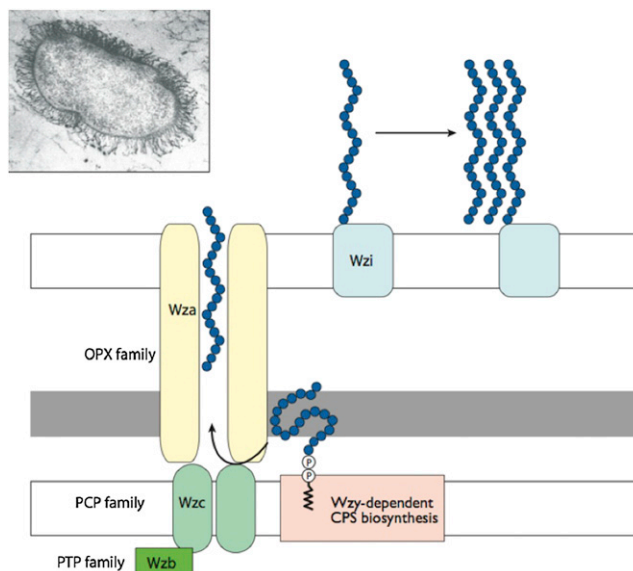 Wzi
Wza
OPX family
P
P
PCP family
Wzc
Wzy-dependent
CPS biosynthesis
PTP family
Wzb